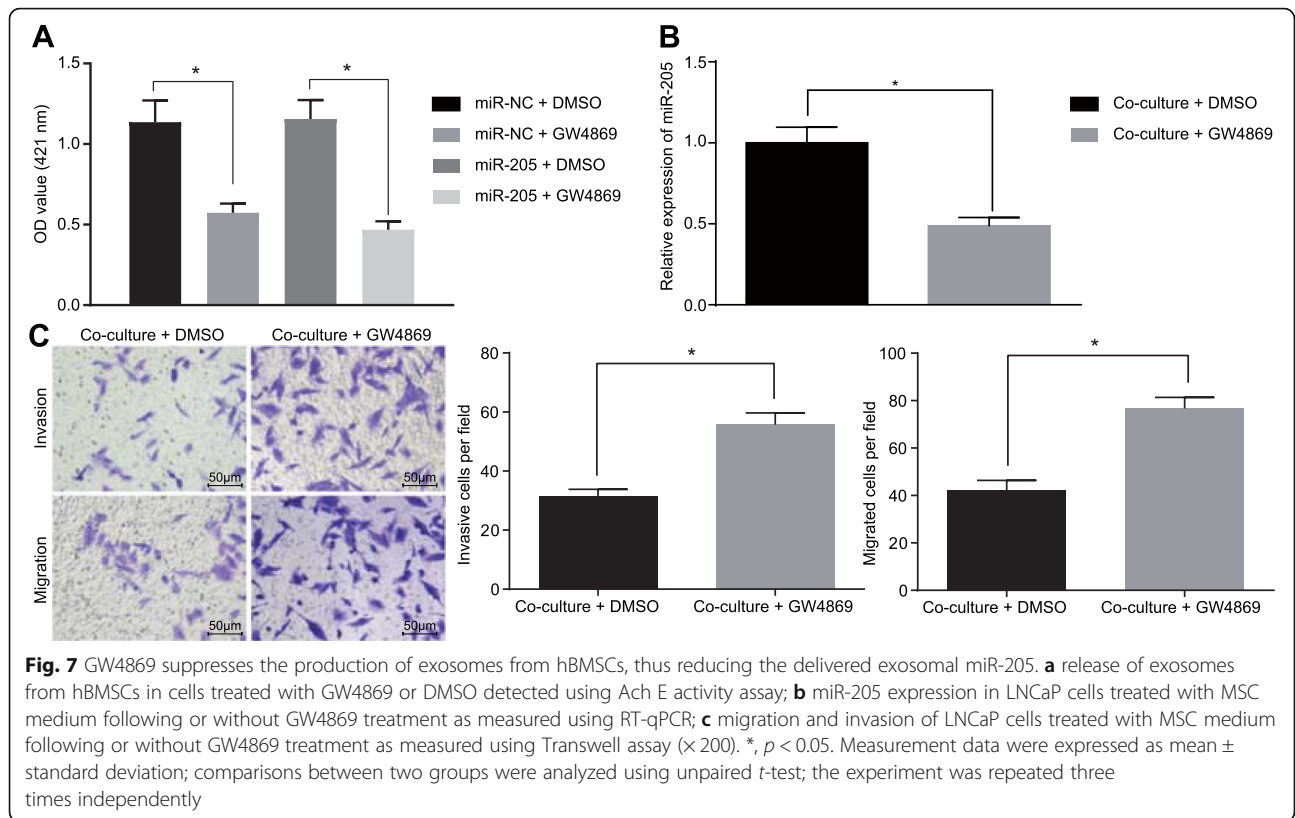 A
1.5
1.0
0.5
0.0
OD value (421 nm)
*
*
miR-NC + DMSO
miR-NC + GW4869
miR-205 + DMSO
miR-205 + GW4869
B
1.5
1.0
0.5
0.0
Relative expression of miR-205
*
Co-culture + DMSO
Co-culture + GW4869
C
Co-culture + DMSO
Co-culture + GW4869
Invasion
50µm
50µm
Migration
50µm
50µm
80
60
40
20
0
Invasive cells per field
*
Co-culture + DMSO
Co-culture + GW4869
100
80
60
40
20
0
Migrated cells per field
*
Co-culture + DMSO
Co-culture + GW4869
Fig. 7 GW4869 suppresses the production of exosomes from hBMSCs, thus reducing the delivered exosomal miR-205. a release of exosomes
from hBMSCs in cells treated with GW4869 or DMSO detected using Ach E activity assay; b miR-205 expression in LNCaP cells treated with MSC
medium following or without GW4869 treatment as measured using RT-qPCR; c migration and invasion of LNCaP cells treated with MSC medium
following or without GW4869 treatment as measured using Transwell assay (× 200). *, p < 0.05. Measurement data were expressed as mean ±
standard deviation; comparisons between two groups were analyzed using unpaired t-test; the experiment was repeated three
times independently